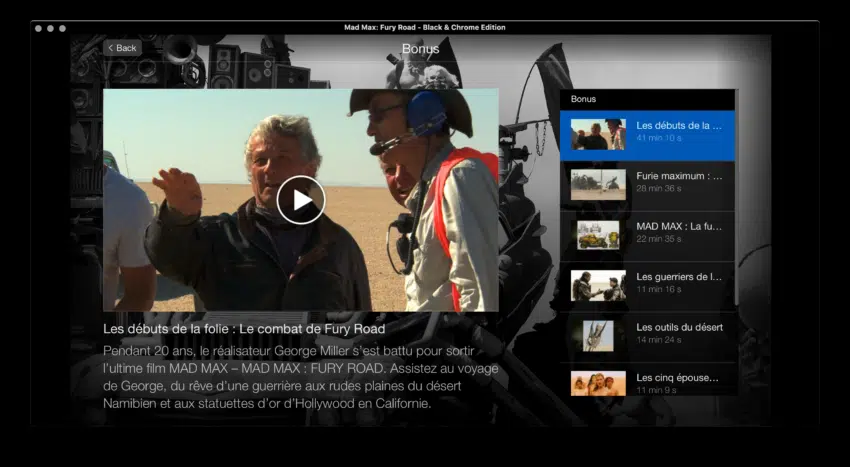 Mad Max: Fury Road - Black & Chrome Edition
Back
Bonus
Les débuts de la folie : Le combat de Fury Road
Pendant 20 ans, le réalisateur George Miller s'est battu pour sortir
l'ultime film MAD MAX – MAD MAX : FURY ROAD. Assistez au voyage
de George, du rêve d'une guerrière aux rudes plaines du désert
Namibien et aux statuettes d'or d'Hollywood en Californie.
Bonus
Les débuts de la ...
41 min 10 s
Furie maximum : ...
28 min 36 s
MAD MAX : La fu...
22 min 35 s
Les guerriers de l...
11 min 16 s
Les outils du désert
14 min 24 s
Les cinq épouse...
11 min 9 s